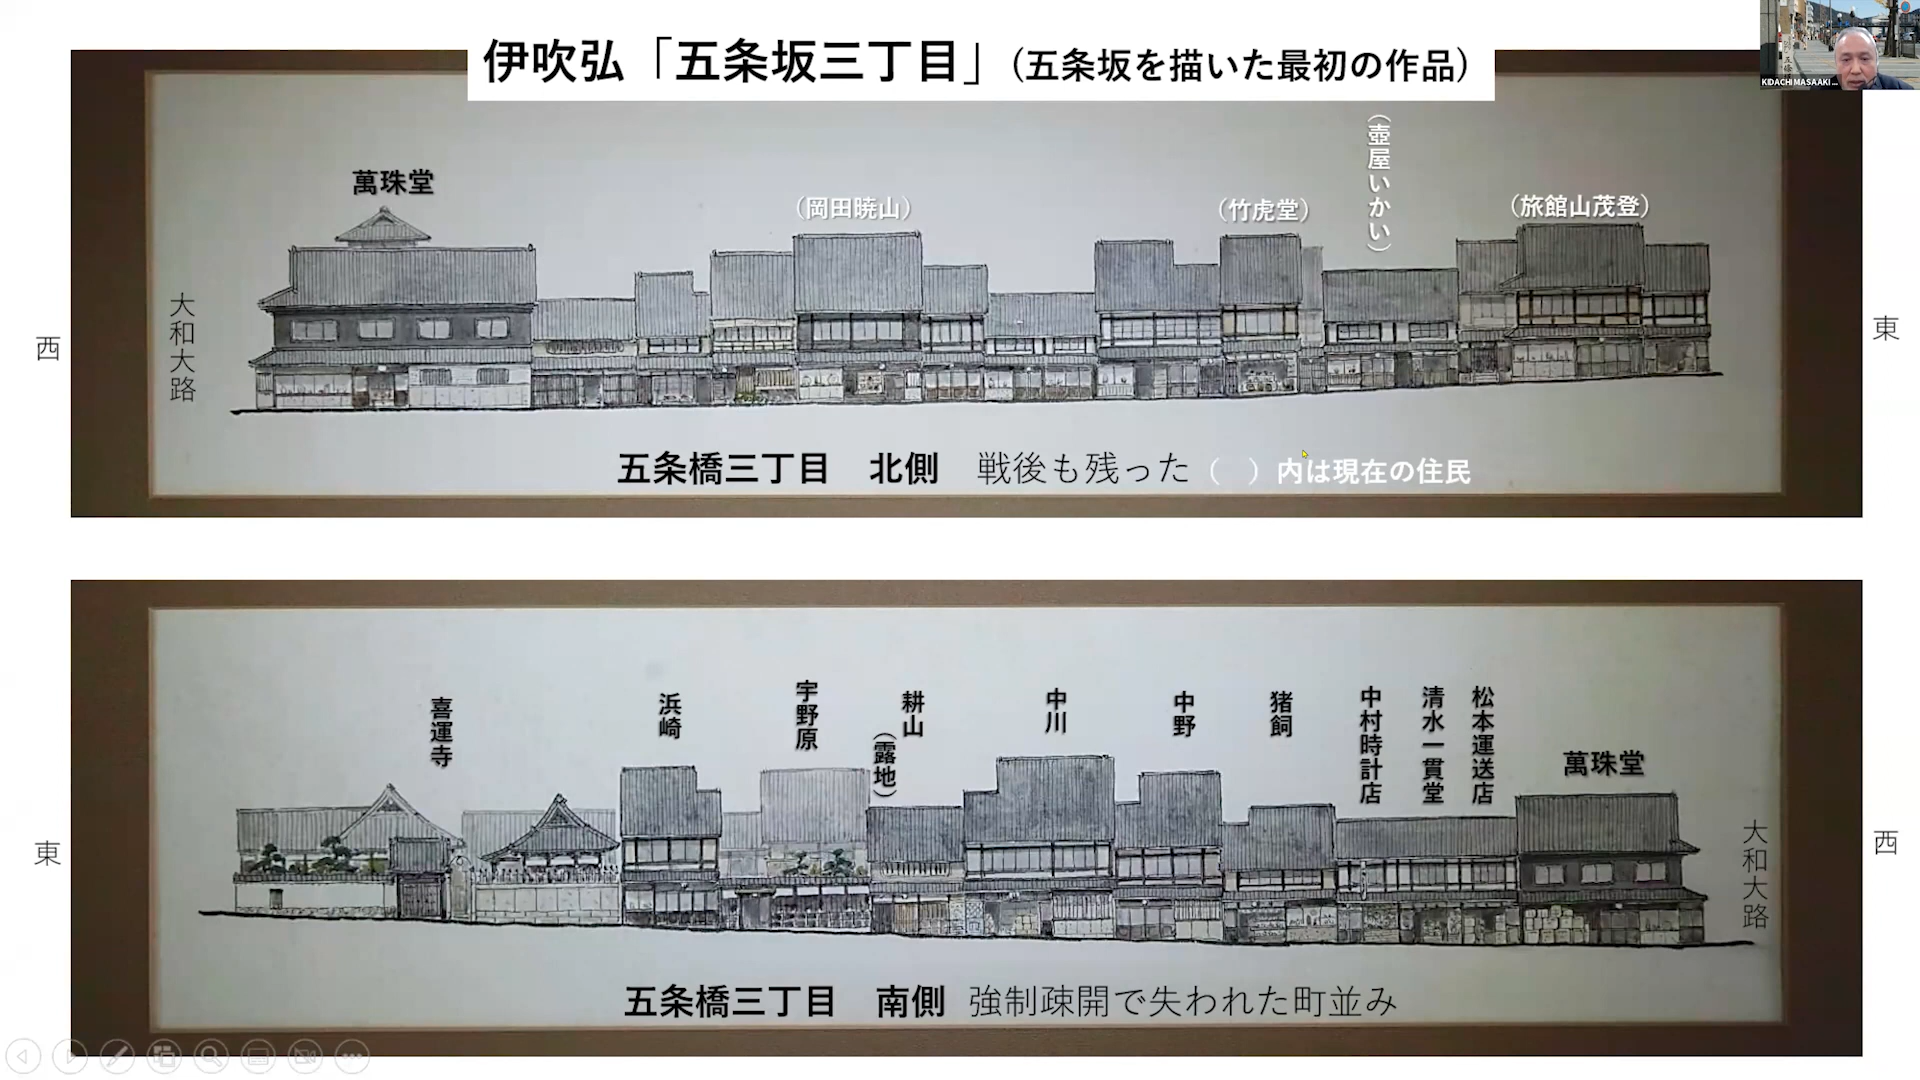 伊吹弘「五条坂三丁目」(五条坂を描いた最初の作品)
KIDACHI MASAAKI...
萬珠堂
(岡田暁山)
(竹虎堂)
(壺屋いかい)
(旅館山茂登)
西
大和大路
東
五条橋三丁目 北側 戦後も残った( )内は現在の住民
喜運寺
浜崎
宇野原
耕山
(露地)
中川
中野
猪飼
中村時計店
清水一貫堂
松本運送店
萬珠堂
東
大和大路
西
五条橋三丁目 南側 強制疎開で失われた町並み